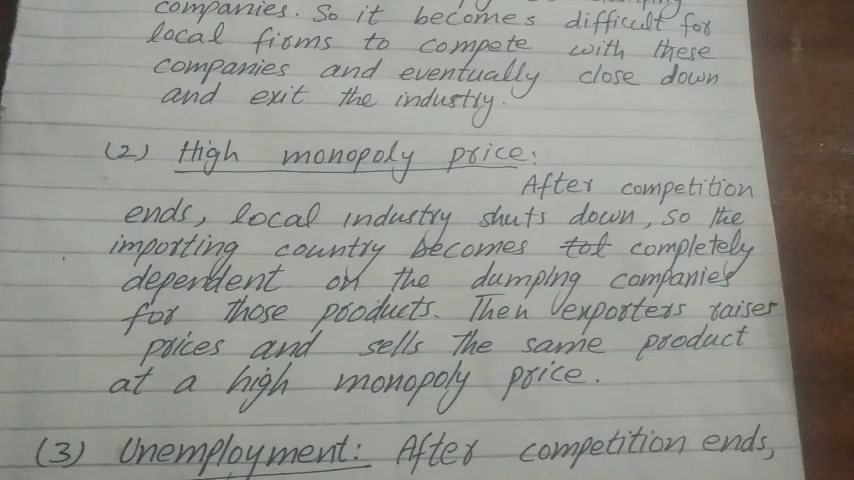 companies. So it becomes difficult for
local firms to compete with these
companies and eventually close down
and exit the industry.
(2) High monopoly price:
After competition
ends, local industry shuts down, so the
importing country becomes tot completely
dependent on the dumping companies
for those products. Then exporters raises
prices and sells the same product
at a high monopoly price.
(3) Unemployment: After competition ends,